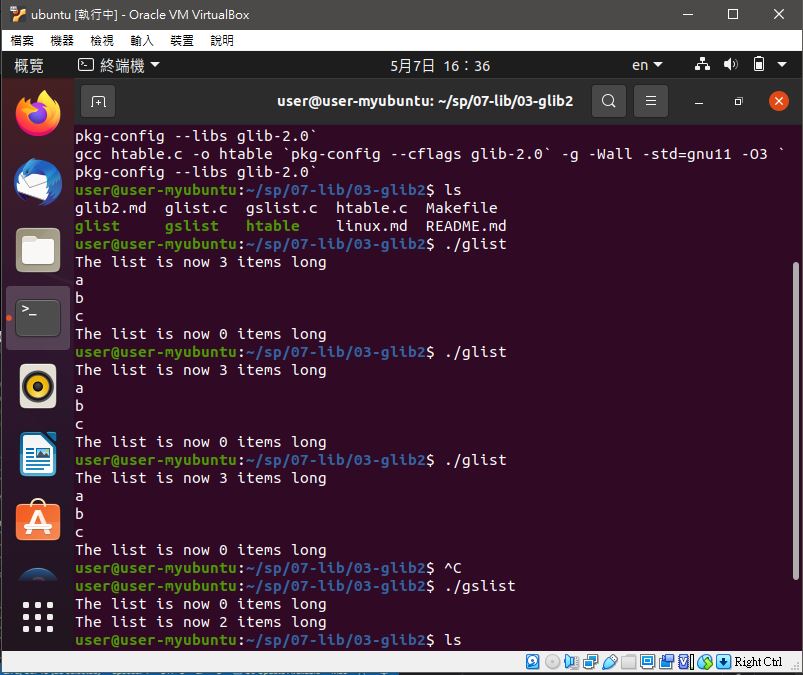 ubuntu [執行中] - Oracle VM VirtualBox
檔案 機器 檢視 輸入 裝置 說明
概覽 終端機 5月7日 16：36 en
user@user-myubuntu: ~/sp/07-lib/03-glib2
pkg-config --libs glib-2.0`
gcc htable.c -o htable `pkg-config --cflags glib-2.0` -g -Wall -std=gnu11 -O3 `
pkg-config --libs glib-2.0`
user@user-myubuntu:~/sp/07-lib/03-glib2$ ls
glib2.md glist.c gslist.c htable.c Makefile
glist gslist htable linux.md README.md
user@user-myubuntu:~/sp/07-lib/03-glib2$ ./glist
The list is now 3 items long
a
b
c
The list is now 0 items long
user@user-myubuntu:~/sp/07-lib/03-glib2$ ./glist
The list is now 3 items long
a
b
c
The list is now 0 items long
user@user-myubuntu:~/sp/07-lib/03-glib2$ ./glist
The list is now 3 items long
a
b
c
The list is now 0 items long
user@user-myubuntu:~/sp/07-lib/03-glib2$ ^C
user@user-myubuntu:~/sp/07-lib/03-glib2$ ./gslist
The list is now 0 items long
The list is now 2 items long
user@user-myubuntu:~/sp/07-lib/03-glib2$ ls
Right Ctrl